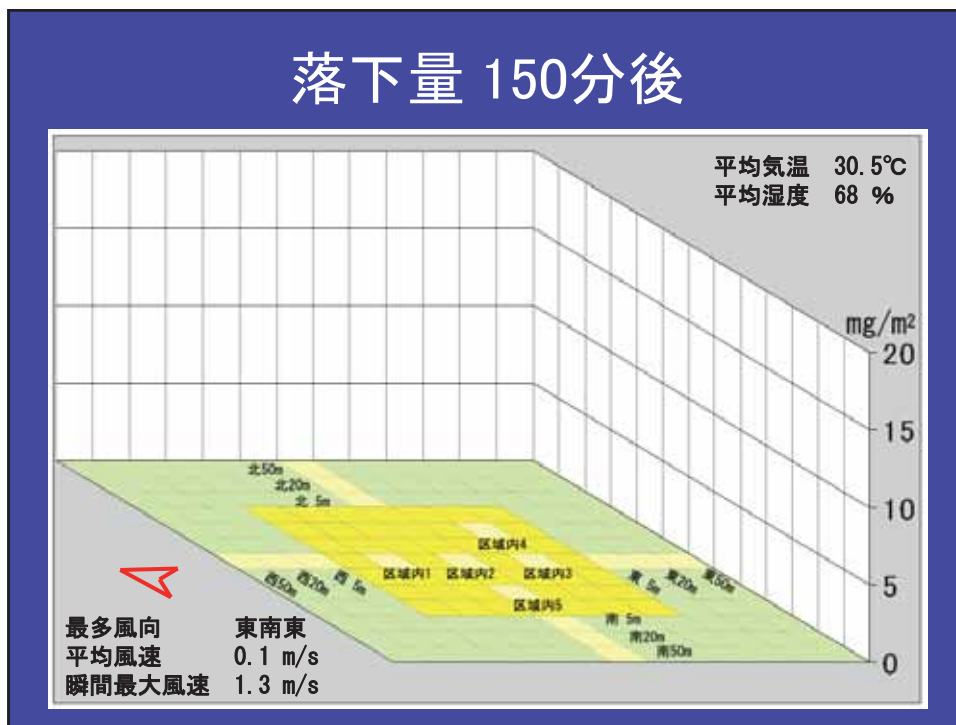 落下量 150分後
平均気温 30.5℃
平均湿度 68 %
mg/m²
20
15
10
5
0
北50m
北20m
北 5m
区域内4
区域内1 区域内2 区域内3
区域内5
西50m 西20m 西 5m
東 5m 東20m 東50m
南 5m
南20m
南50m
最多風向 東南東
平均風速 0.1 m/s
瞬間最大風速 1.3 m/s